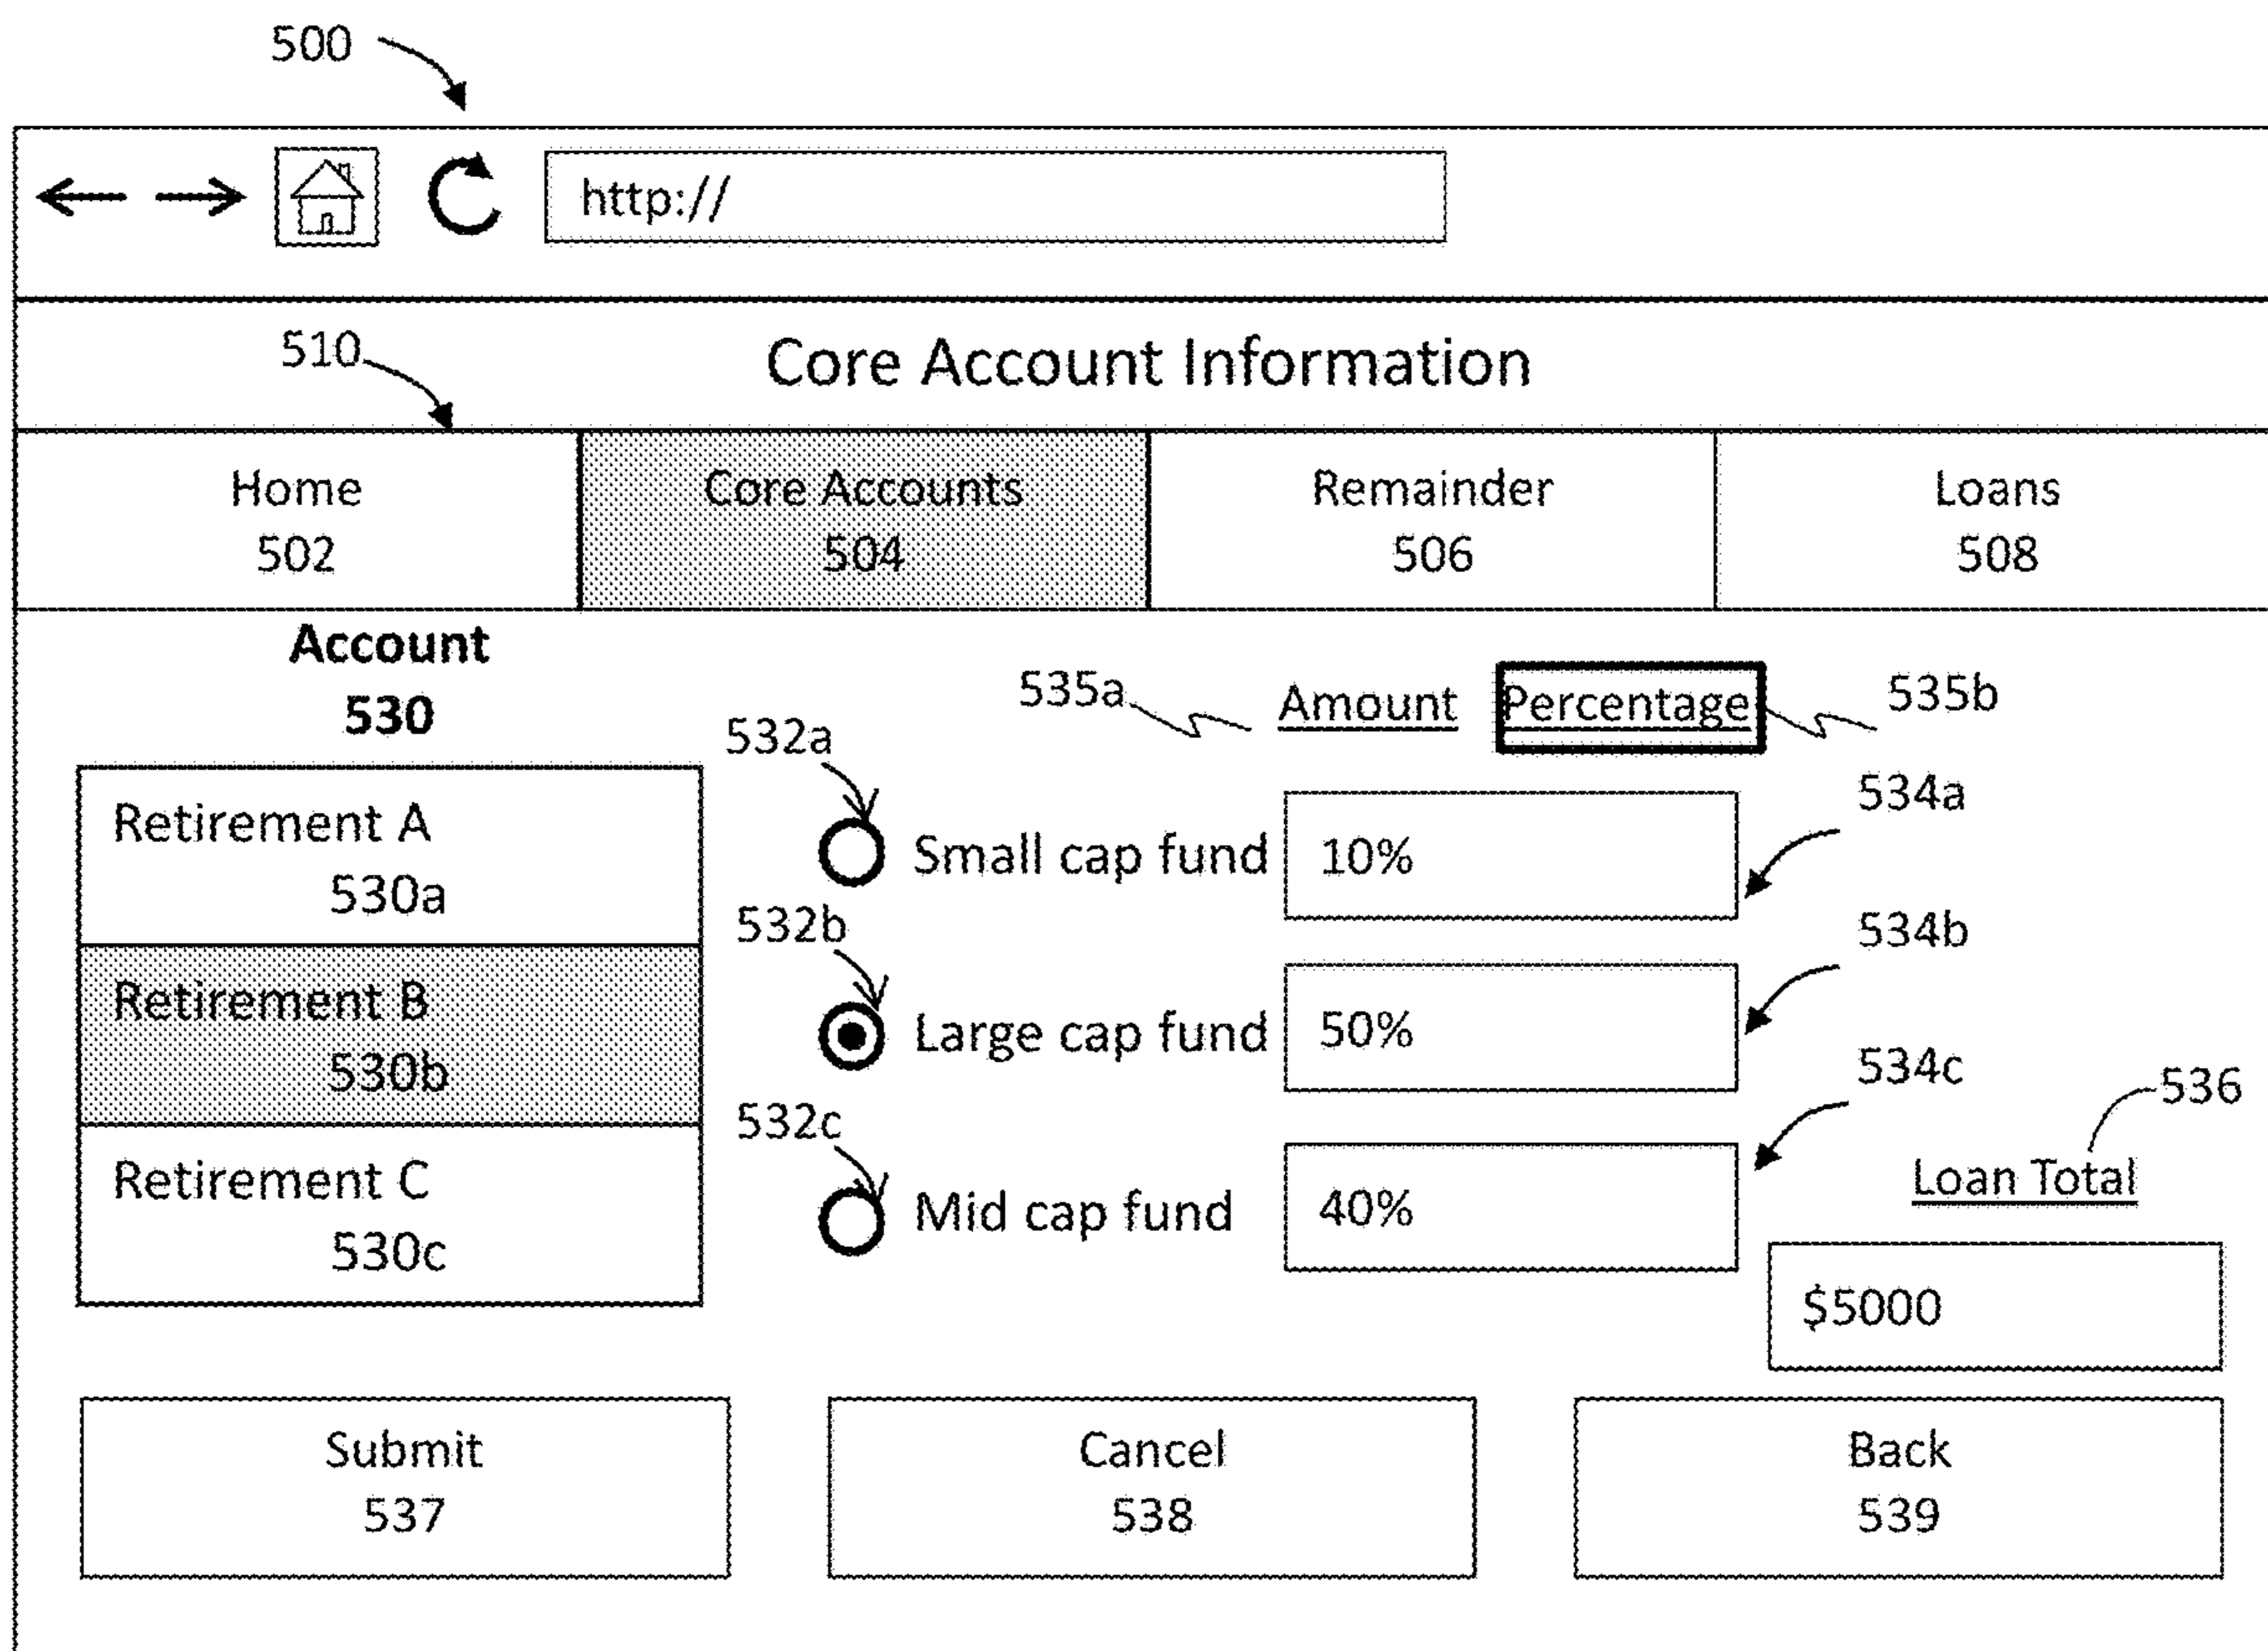 500
http://
510
Core Account Information
Home
502
Core Accounts
504
Remainder
506
Loans
508
Account
530
535a
Amount
Percentage
535b
Retirement A
530a
Retirement B
530b
Retirement C
530c
532a
Small cap fund
10%
534a
532b
Large cap fund
50%
534b
532c
Mid cap fund
40%
534c
536
Loan Total
$5000
Submit
537
Cancel
538
Back
539